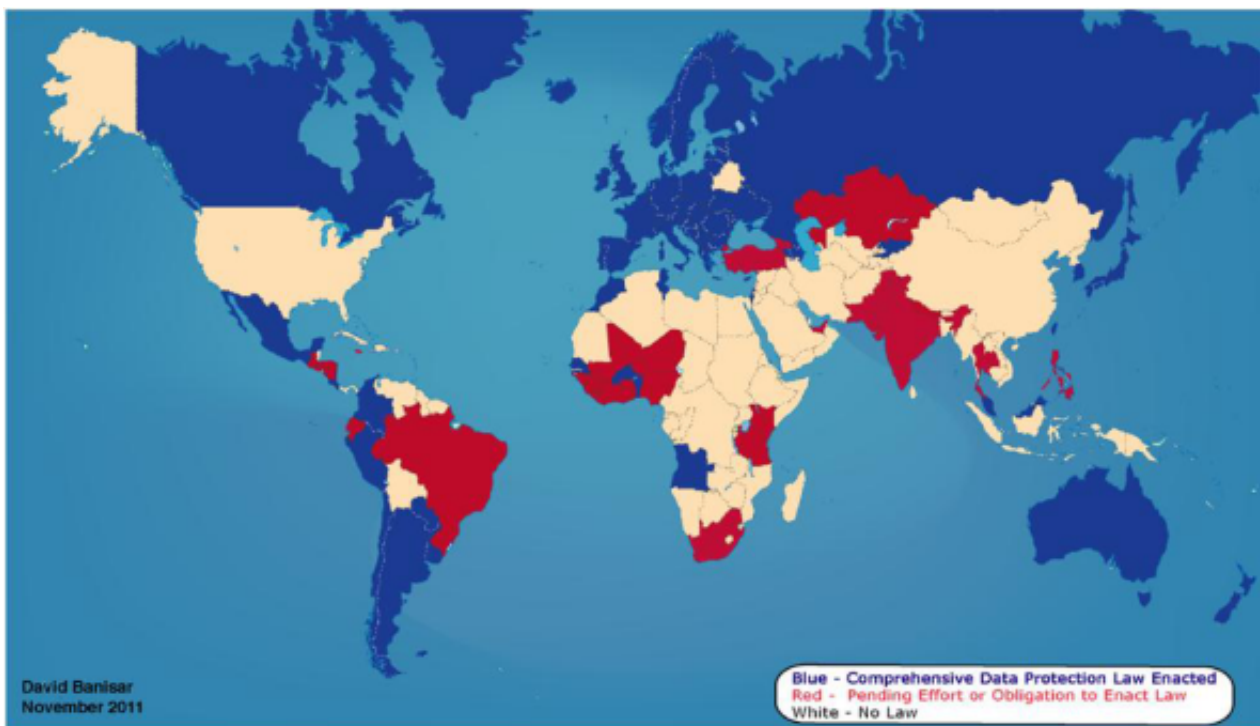 David Banisar
November 2011
Blue - Comprehensive Data Protection Law Enacted
Red - Pending Effort or Obligation to Enact Law
White - No Law